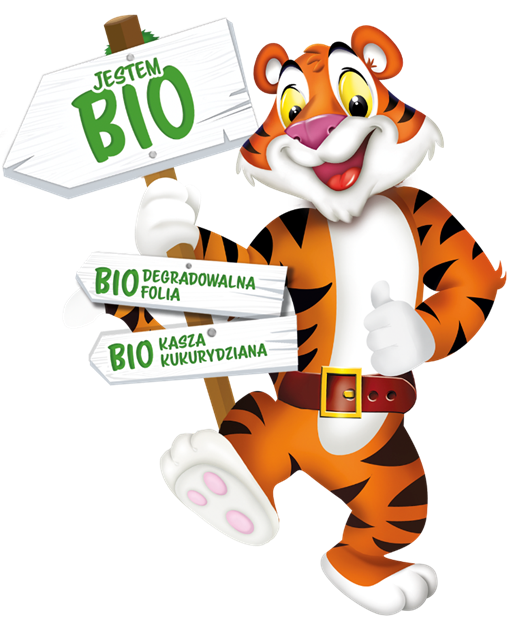 JESTEM
BIO
BIO DEGRADOWALNA
FOLIA
BIO KASZA
KUKURYDZIANA